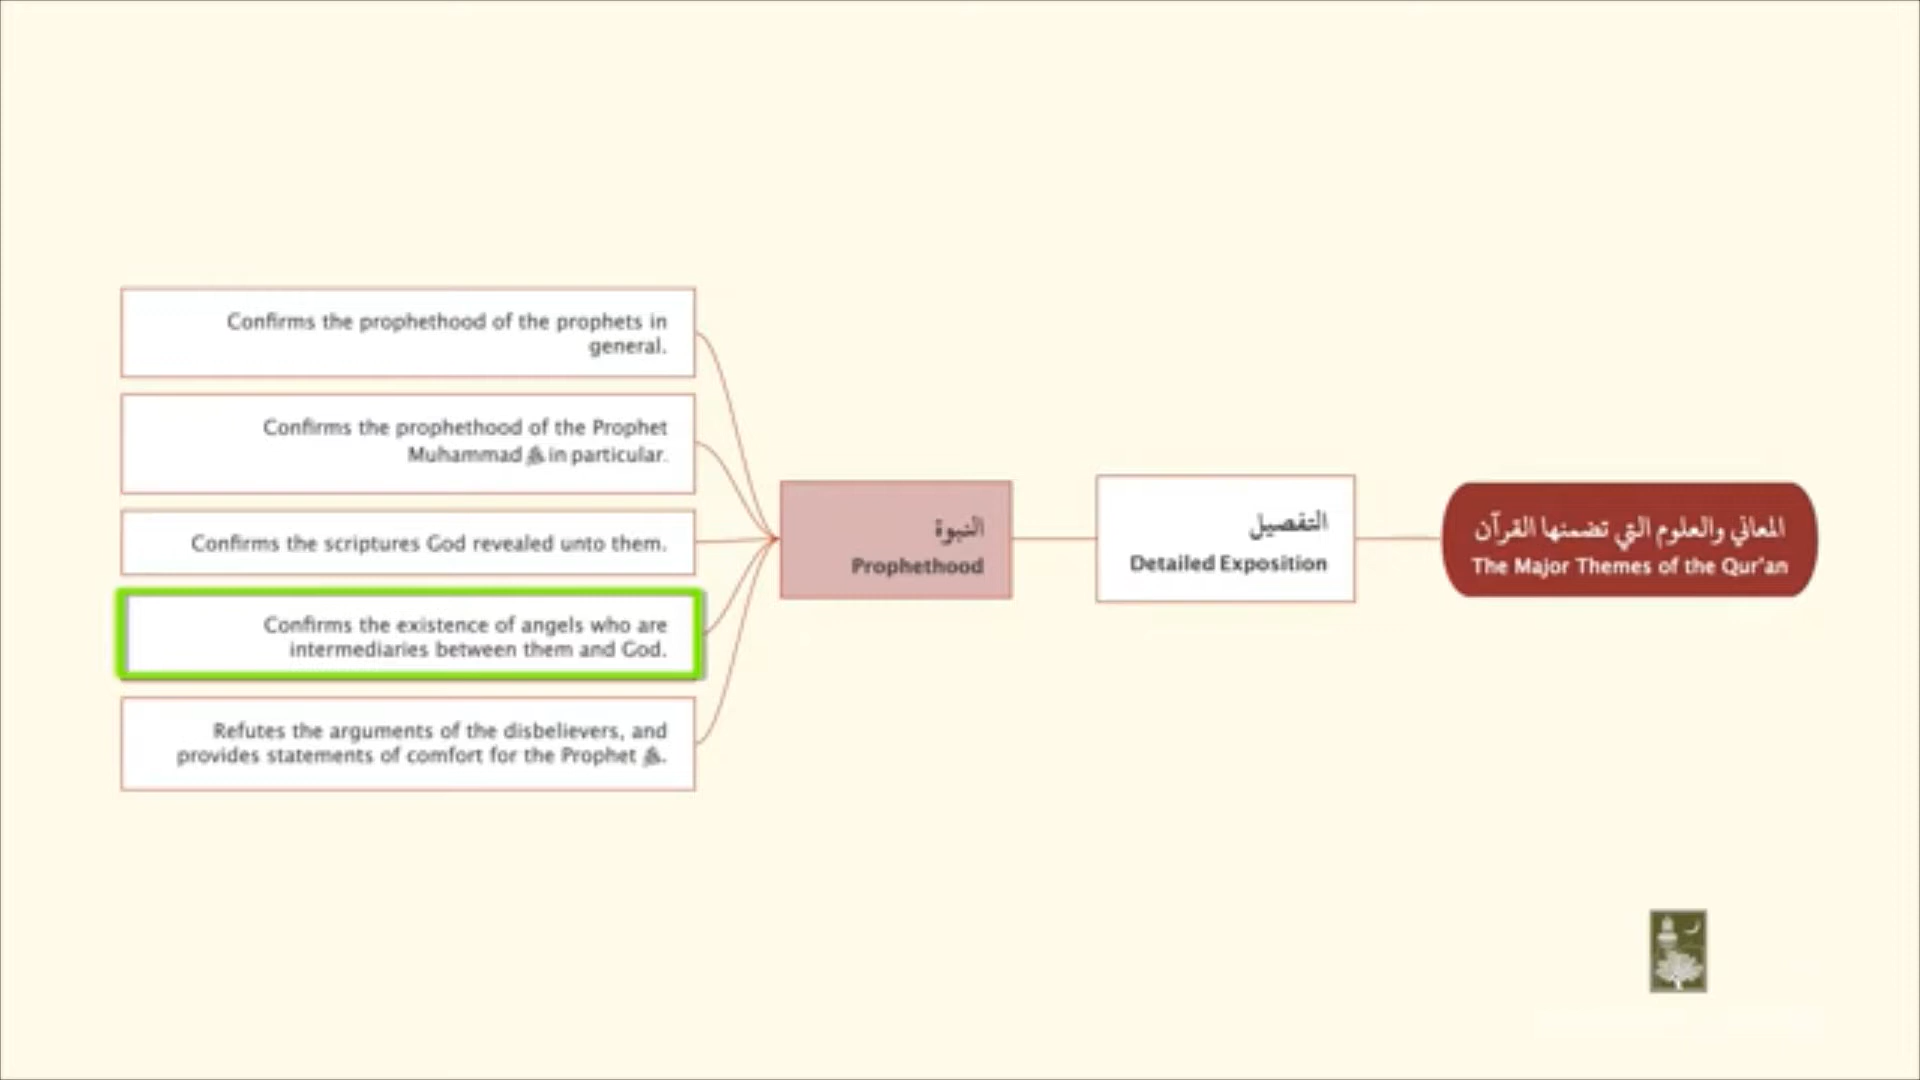 المعاني والعلوم التي تضمنها القرآن
The Major Themes of the Qur'an
التفصيل
Detailed Exposition
النبوة
Prophethood
Confirms the prophethood of the prophets in
general.
Confirms the prophethood of the Prophet
Muhammad ﷺ in particular.
Confirms the scriptures God revealed unto them.
Confirms the existence of angels who are
intermediaries between them and God.
Refutes the arguments of the disbelievers, and
provides statements of comfort for the Prophet ﷺ.